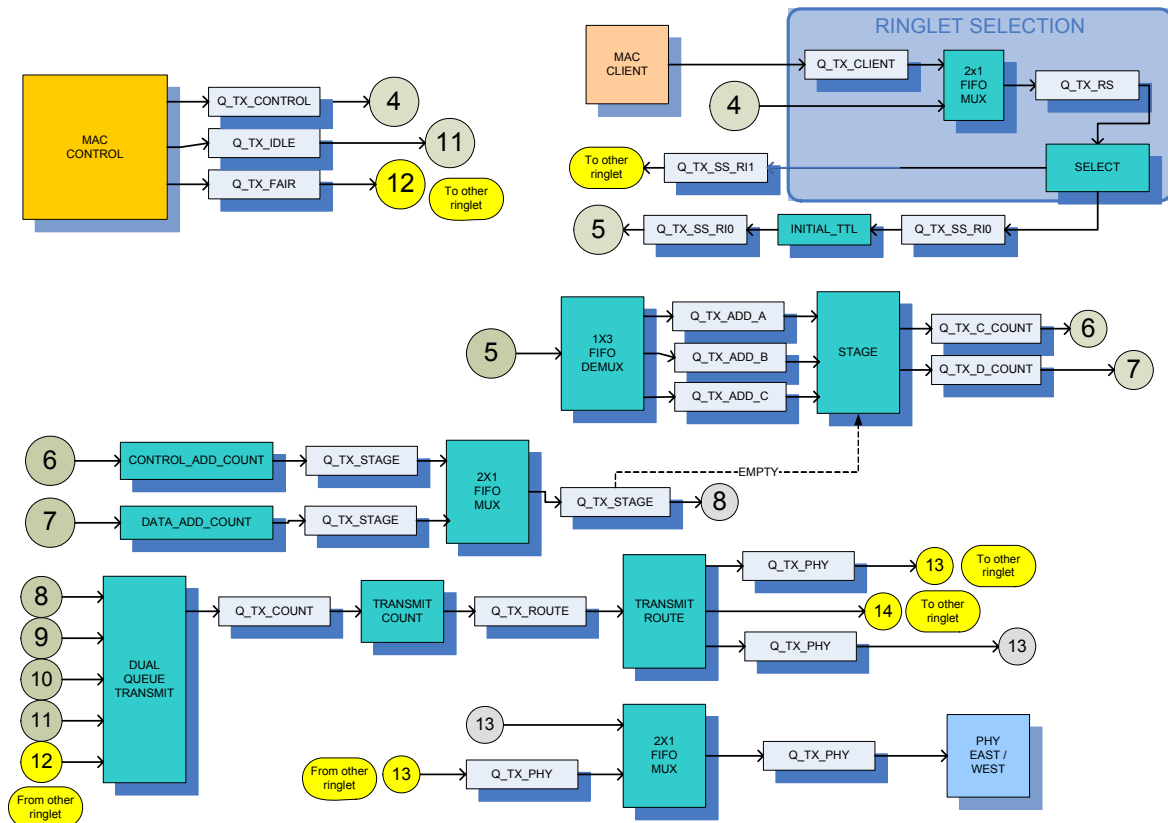 RINGLET SELECTION
MAC
CLIENT
Q_TX_CLIENT
2x1
FIFO
MUX
Q_TX_RS
4
SELECT
To other
ringlet
Q_TX_SS_RI1
5
Q_TX_SS_RI0
INITIAL_TTL
Q_TX_SS_RI0
MAC
CONTROL
Q_TX_CONTROL
4
Q_TX_IDLE
11
Q_TX_FAIR
12
To other
ringlet
5
1X3
FIFO
DEMUX
Q_TX_ADD_A
Q_TX_ADD_B
Q_TX_ADD_C
STAGE
Q_TX_C_COUNT
6
Q_TX_D_COUNT
7
6
CONTROL_ADD_COUNT
Q_TX_STAGE
7
DATA_ADD_COUNT
Q_TX_STAGE
2X1
FIFO
MUX
EMPTY
Q_TX_STAGE
8
8
9
10
11
12
From other
ringlet
DUAL
QUEUE
TRANSMIT
Q_TX_COUNT
TRANSMIT
COUNT
Q_TX_ROUTE
TRANSMIT
ROUTE
Q_TX_PHY
13
To other
ringlet
14
To other
ringlet
Q_TX_PHY
13
13
From other
ringlet
13
Q_TX_PHY
2X1
FIFO
MUX
Q_TX_PHY
PHY
EAST /
WEST